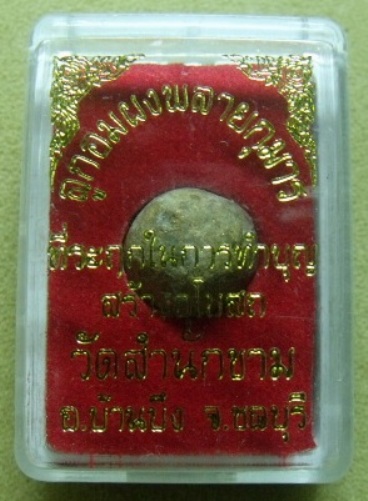 ลูกอมผงพลายกุมาร
ที่ระฤกในการทำบุญ
สร้างอุโบสถ
วัดสำนักขาม
อ.บ้านบึง จ.ชลบุรี